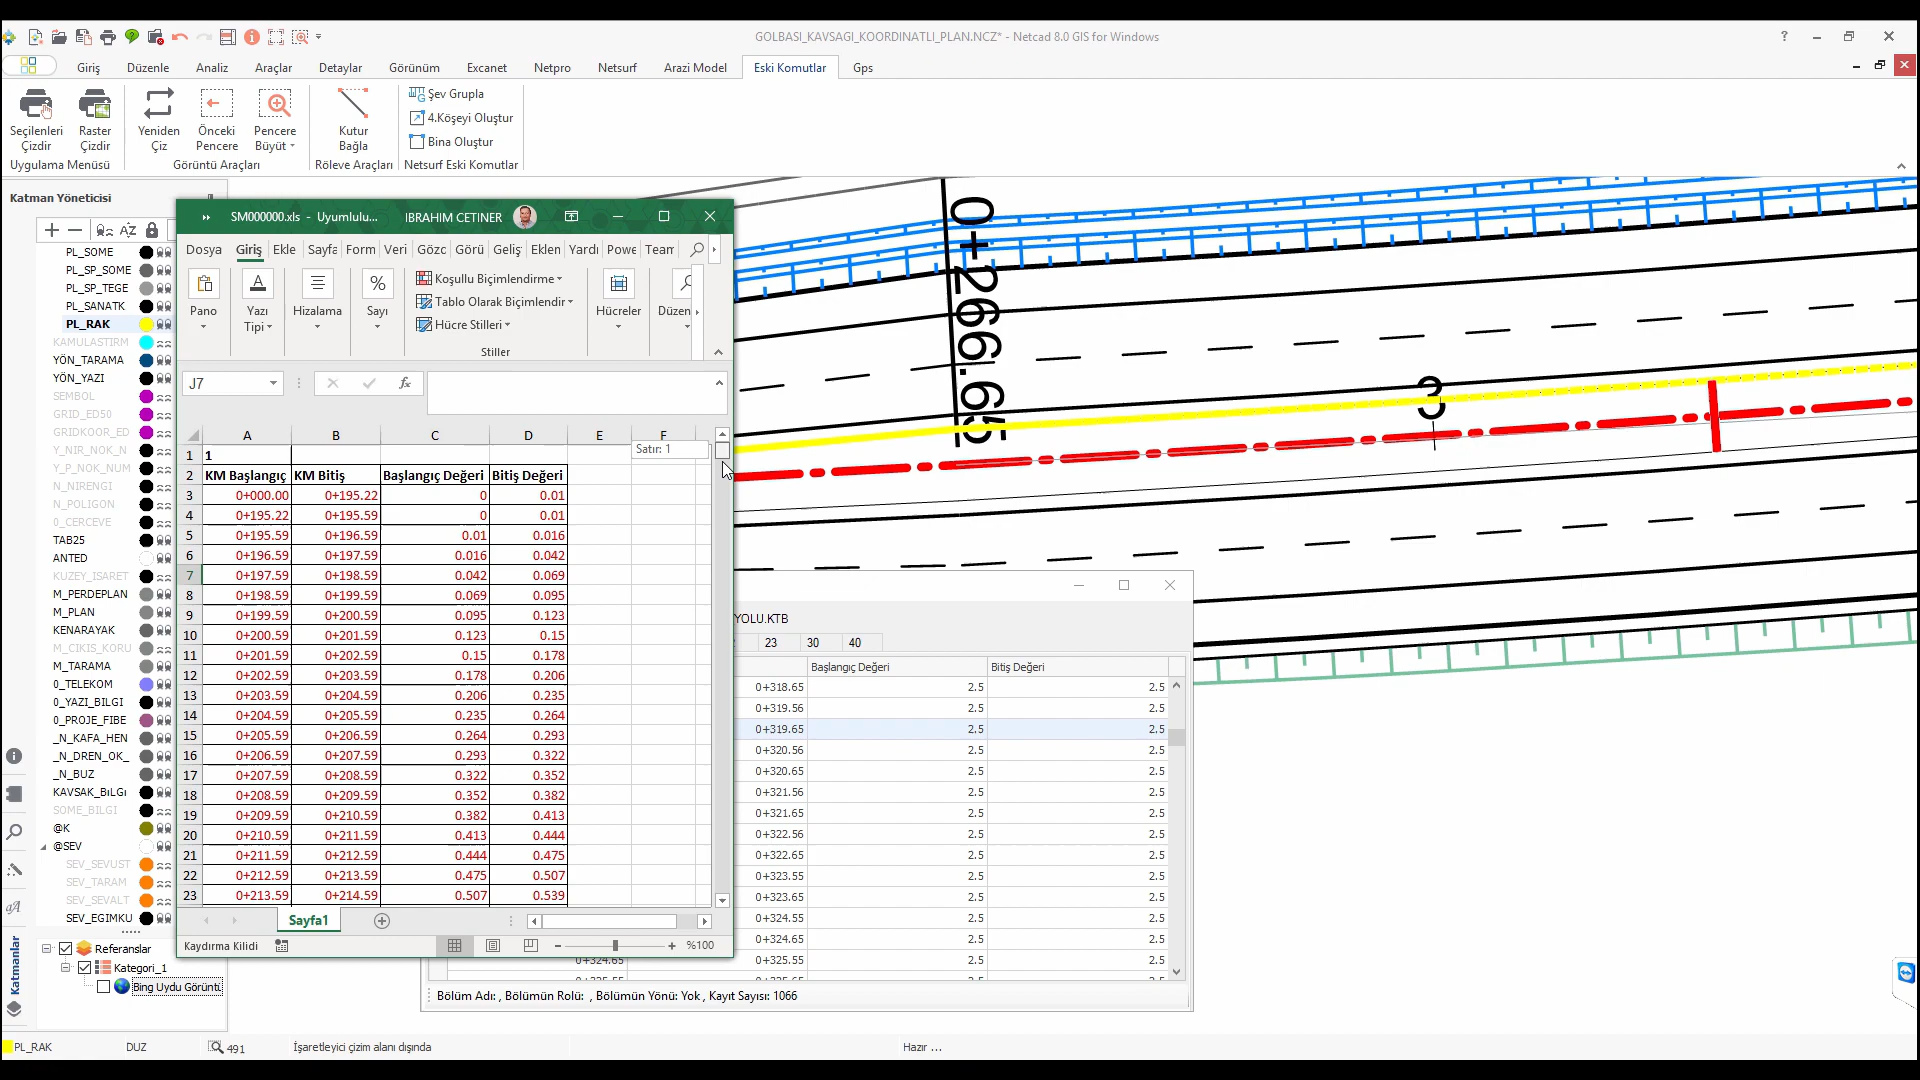 GOLBASI_KAVSAGI_KOORDINATLI_PLAN.NCZ* - Netcad 8.0 GIS for Windows
Giriş Düzenle Analiz Araçlar Detaylar Görünüm Excanet Netpro Netsurf Arazi Model Eski Komutlar Gps
Seçilenleri Çizdir
Raster Çizdir
Yeniden Çiz
Önceki Pencere
Pencere Büyüt
Kutur Bağla
Şev Grupla
4.Köşeyi Oluştur
Bina Oluştur
Uygulama Menüsü Görüntü Araçları Röleve Araçları Netsurf Eski Komutlar
Katman Yöneticisi
PL_SOME
PL_SP_SOME
PL_SP_TEGE
PL_SANATK
PL_RAK
KAMULASTIRM
YÖN_TARAMA
YÖN_YAZI
SEMBOL
GRID_ED50
GRIDKOOR_ED
Y_NIR_NOK_N
Y_P_NOK_NUM
N_NIRENGI
N_POLIGON
0_CERCEVE
TAB25
ANTED
KUZEY_ISARET
M_PERDEPLAN
M_PLAN
KENARAYAK
M_CIKIS_KORU
M_TARAMA
0_TELEKOM
0_YAZI_BILGI
0_PROJE_FIBE
_N_KAFA_HEN
_N_DREN_OK_
_N_BUZ
KAVSAK_BıLGı
SOME_BILGI
@K
@SEV
SEV_SEVUST
SEV_TARAM
SEV_SEVALT
SEV_EGIMKU
Referanslar
Kategori_1
Bing Uydu Görüntü
Katmanlar
SM000000.xls - Uyumlulu... IBRAHIM CETINER
Dosya Giriş Ekle Sayfa Form Veri Gözc Görü Geliş Eklen Yardı Powe Team
Pano
Yazı Tipi
Hizalama
% Sayı
Koşullu Biçimlendirme
Tablo Olarak Biçimlendir
Hücre Stilleri
Stiller
Hücreler
Düzen
J7 fx
A B C D E F
Satır: 1
1 1
2 KM Başlangıç KM Bitiş Başlangıç Değeri Bitiş Değeri
3 0+000.00 0+195.22 0 0.01
4 0+195.22 0+195.59 0 0.01
5 0+195.59 0+196.59 0.01 0.016
6 0+196.59 0+197.59 0.016 0.042
7 0+197.59 0+198.59 0.042 0.069
8 0+198.59 0+199.59 0.069 0.095
9 0+199.59 0+200.59 0.095 0.123
10 0+200.59 0+201.59 0.123 0.15
11 0+201.59 0+202.59 0.15 0.178
12 0+202.59 0+203.59 0.178 0.206
13 0+203.59 0+204.59 0.206 0.235
14 0+204.59 0+205.59 0.235 0.264
15 0+205.59 0+206.59 0.264 0.293
16 0+206.59 0+207.59 0.293 0.322
17 0+207.59 0+208.59 0.322 0.352
18 0+208.59 0+209.59 0.352 0.382
19 0+209.59 0+210.59 0.382 0.413
20 0+210.59 0+211.59 0.413 0.444
21 0+211.59 0+212.59 0.444 0.475
22 0+212.59 0+213.59 0.475 0.507
23 0+213.59 0+214.59 0.507 0.539
Sayfa1
Kaydırma Kilidi %100
0+266.65
3
YOLU.KTB
23 30 40
Başlangıç Değeri Bitiş Değeri
0+318.65 2.5 2.5
0+319.56 2.5 2.5
0+319.65 2.5 2.5
0+320.56 2.5 2.5
0+320.65 2.5 2.5
0+321.56 2.5 2.5
0+321.65 2.5 2.5
0+322.56 2.5 2.5
0+322.65 2.5 2.5
0+323.55 2.5 2.5
0+323.65 2.5 2.5
0+324.55 2.5 2.5
0+324.65 2.5 2.5
0+324.65 0+325.55 2.5 2.5
Bölüm Adı: , Bölümün Rolü: , Bölümün Yönü: Yok , Kayıt Sayısı: 1066
PL_RAK DUZ 491 İşaretleyici çizim alanı dışında Hazır ...